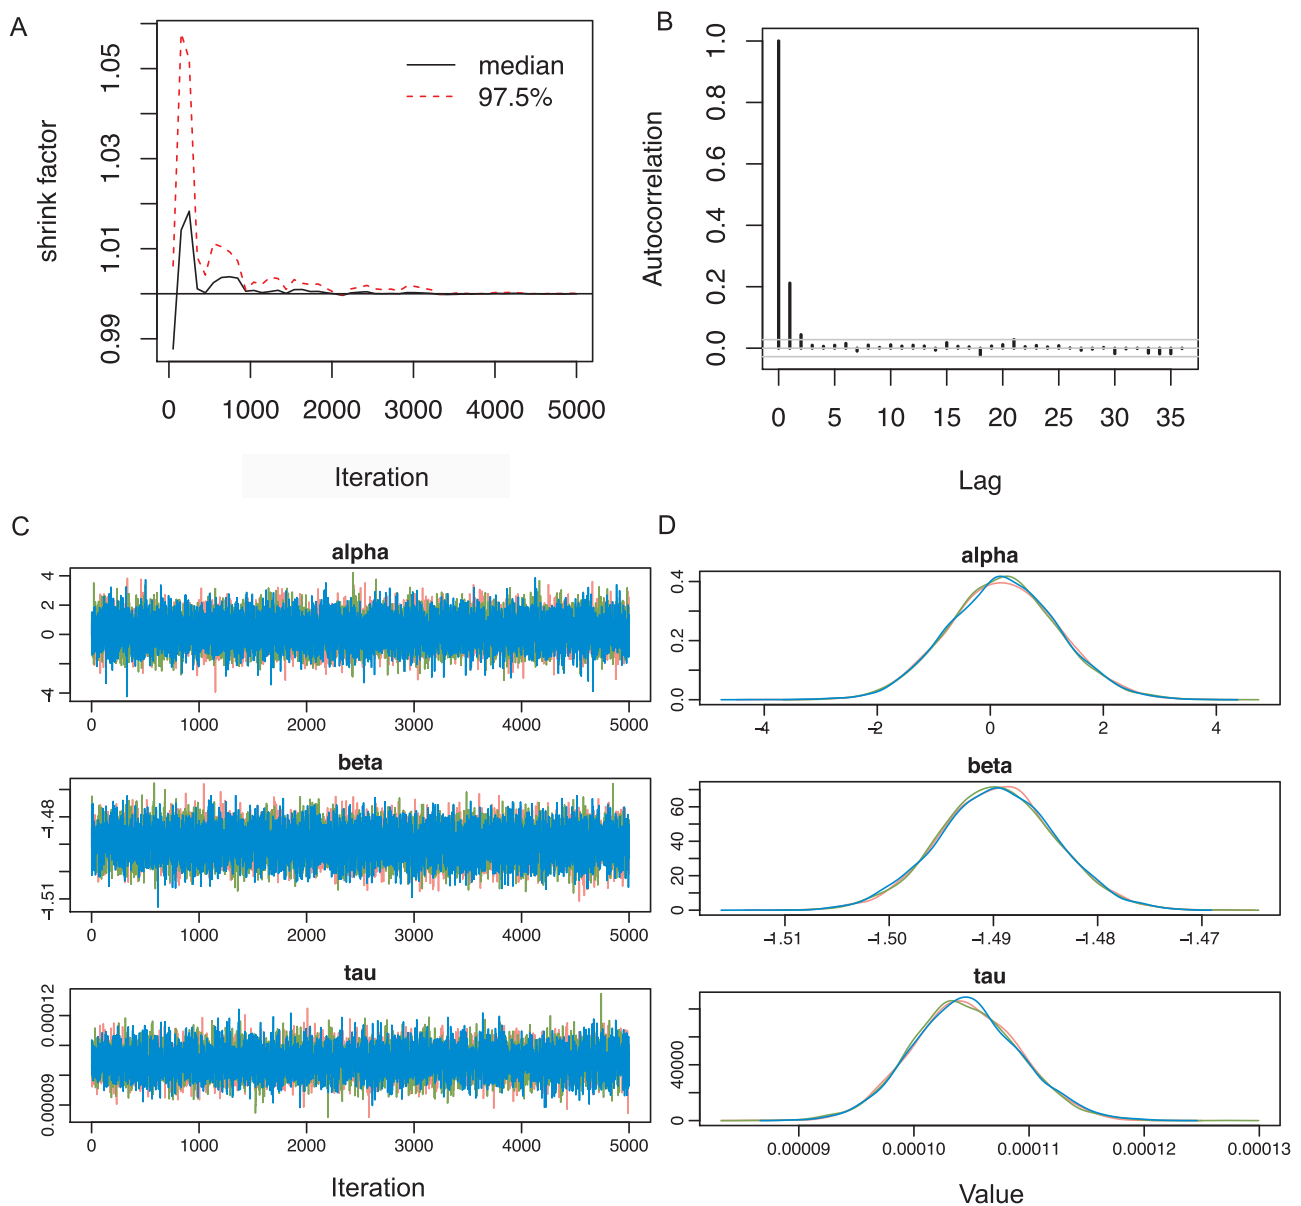 A
shrink factor
1.05
1.03
1.01
0.99
median
97.5%
0 1000 2000 3000 4000 5000
Iteration
B
Autocorrelation
1.0
0.8
0.6
0.4
0.2
0.0
0 5 10 15 20 25 30 35
Lag
C
alpha
4
2
0
-4
0 1000 2000 3000 4000 5000
beta
-1.48
-1.51
0 1000 2000 3000 4000 5000
tau
0.00012
0.00009
0 1000 2000 3000 4000 5000
Iteration
D
alpha
0.4
0.2
0.0
-4 -2 0 2 4
beta
60
40
20
0
-1.51 -1.50 -1.49 -1.48 -1.47
tau
40000
0
0.00009 0.00010 0.00011 0.00012 0.00013
Value